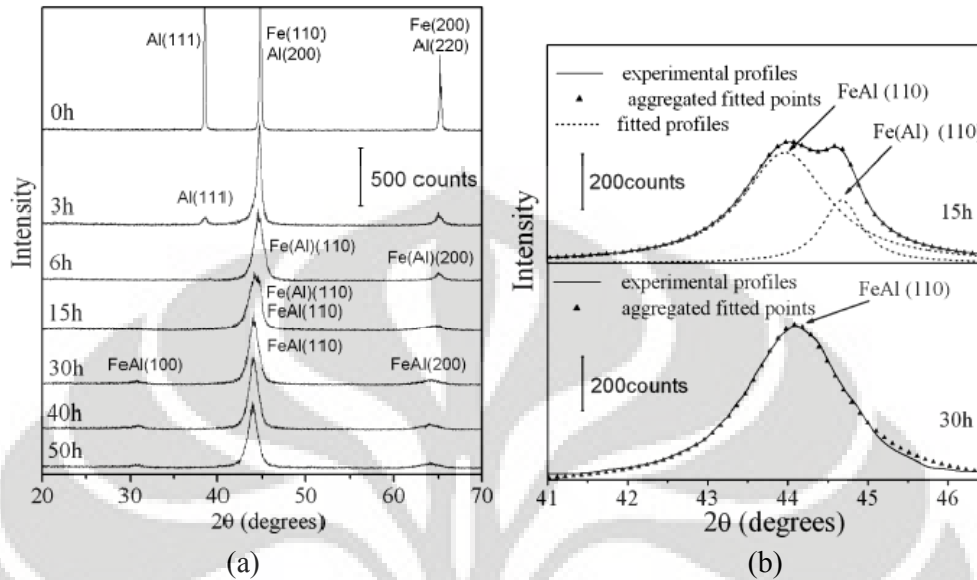 Fe(110)
Fe(200)
Al(111)
Al(200)
Al(220)
0h
500 counts
3h
Al(111)
Fe(Al)(110)
Fe(Al)(200)
6h
Fe(Al)(110)
15h
FeAl(110)
FeAl(110)
30h
FeAl(100)
FeAl(200)
40h
50h
Intensity
20 30 40 50 60 70
2θ (degrees)
(a)
experimental profiles
FeAl (110)
aggregated fitted points
fitted profiles
Fe(Al) (110)
200counts
15h
experimental profiles
FeAl (110)
aggregated fitted points
200counts
30h
Intensity
41 42 43 44 45 46
2θ (degrees)
(b)